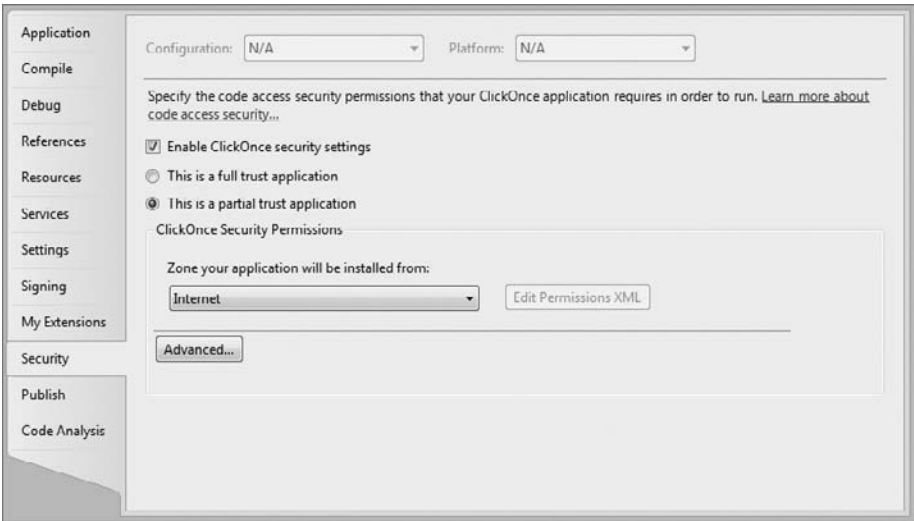 Application
Compile
Debug
References
Resources
Services
Settings
Signing
My Extensions
Security
Publish
Code Analysis
Configuration: N/A Platform: N/A
Specify the code access security permissions that your ClickOnce application requires in order to run. Learn more about
code access security...
Enable ClickOnce security settings
This is a full trust application
This is a partial trust application
ClickOnce Security Permissions
Zone your application will be installed from:
Internet Edit Permissions XML
Advanced...